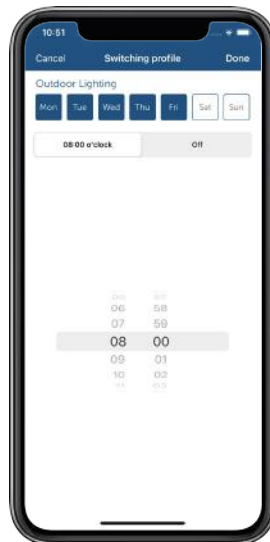 10:51
Cancel Switching profile Done
Outdoor Lighting
Mon Tue Wed Thu Fri Sat Sun
08:00 o'clock Off
06 58
07 59
08 00
09 01
10 02